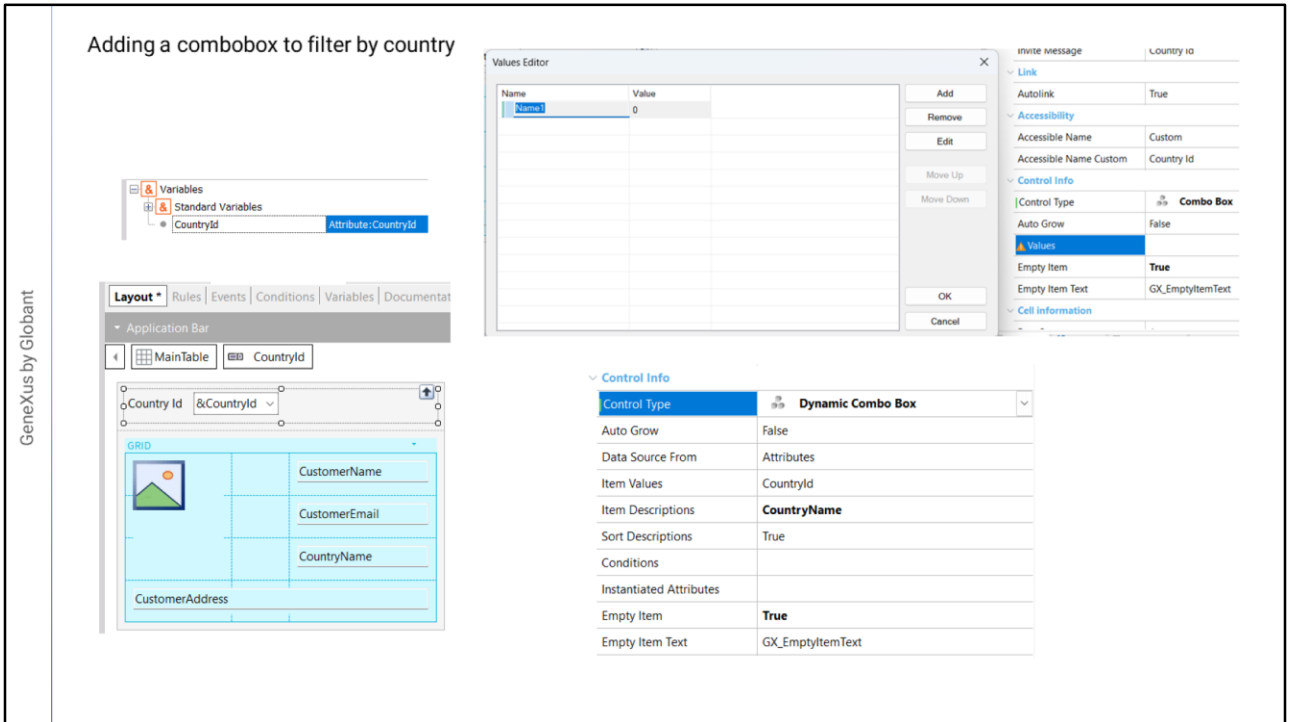 Adding a combobox to filter by country
GeneXus by Globant
Variables
Standard Variables
CountryId Attribute:CountryId
Layout * Rules Events Conditions Variables Documentat
Application Bar
MainTable CountryId
Country Id &CountryId
GRID
CustomerName
CustomerEmail
CountryName
CustomerAddress
Values Editor
Name Value
Name1 0
Add
Remove
Edit
Move Up
Move Down
OK
Cancel
Invite Message Country Id
Link
Autolink True
Accessibility
Accessible Name Custom
Accessible Name Custom Country Id
Control Info
Control Type Combo Box
Auto Grow False
Values
Empty Item True
Empty Item Text GX_EmptyItemText
Cell information
Control Info
Control Type Dynamic Combo Box
Auto Grow False
Data Source From Attributes
Item Values CountryId
Item Descriptions CountryName
Sort Descriptions True
Conditions
Instantiated Attributes
Empty Item True
Empty Item Text GX_EmptyItemText